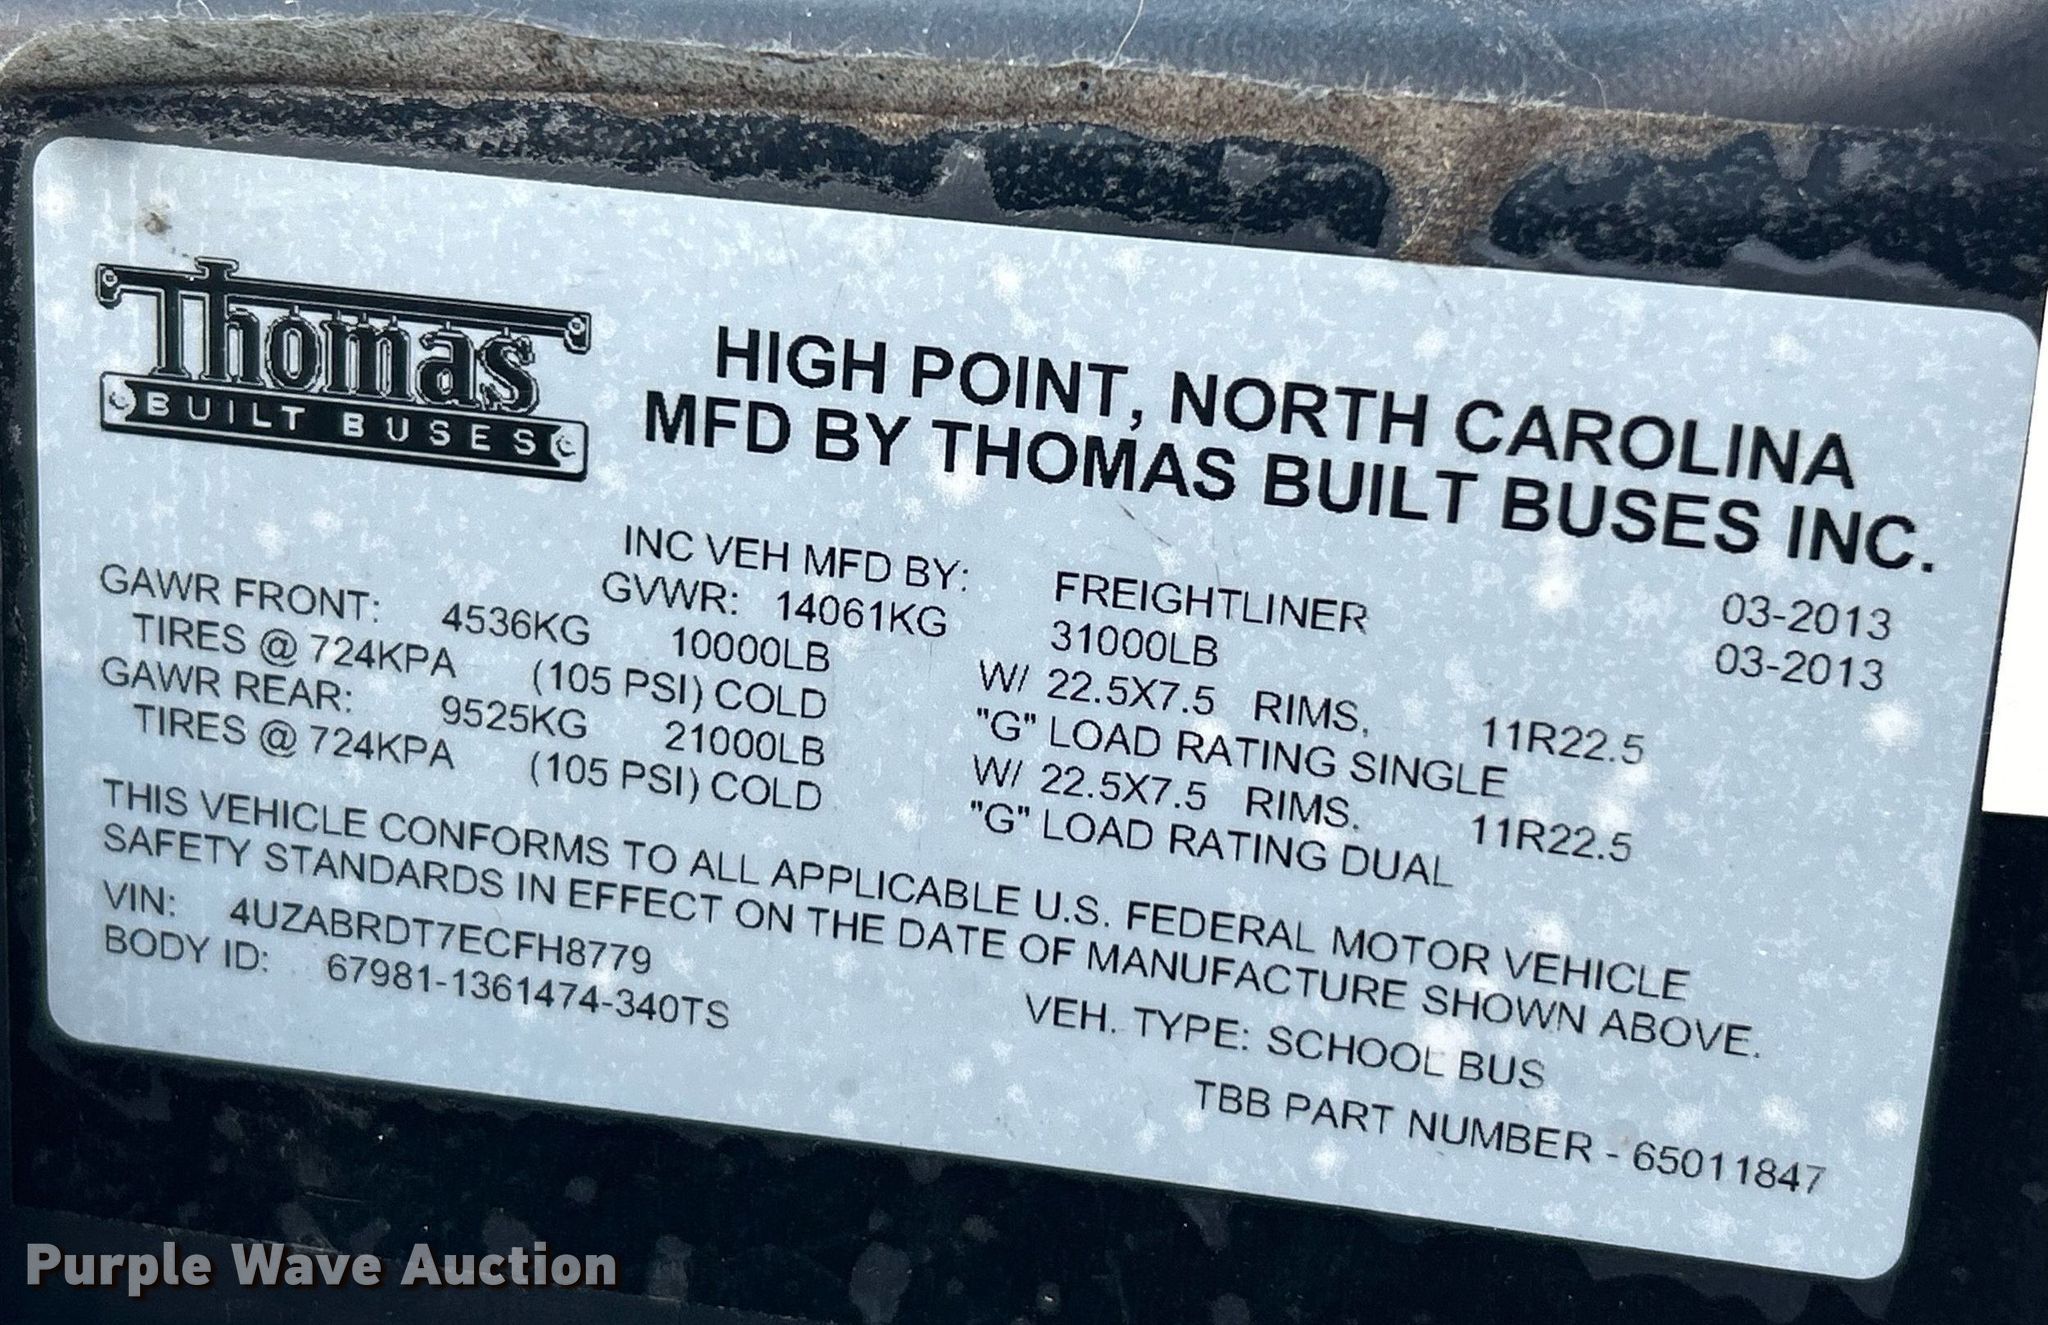 Thomas
BUILT BUSES
HIGH POINT, NORTH CAROLINA
MFD BY THOMAS BUILT BUSES INC.
INC VEH MFD BY: FREIGHTLINER 03-2013
GVWR: 14061KG 31000LB 03-2013
GAWR FRONT: 4536KG 10000LB W/ 22.5X7.5 RIMS, 11R22.5
TIRES @ 724KPA (105 PSI) COLD "G" LOAD RATING SINGLE
GAWR REAR: 9525KG 21000LB W/ 22.5X7.5 RIMS. 11R22.5
TIRES @ 724KPA (105 PSI) COLD "G" LOAD RATING DUAL
THIS VEHICLE CONFORMS TO ALL APPLICABLE U.S. FEDERAL MOTOR VEHICLE
SAFETY STANDARDS IN EFFECT ON THE DATE OF MANUFACTURE SHOWN ABOVE.
VIN: 4UZABRDT7ECFH8779
BODY ID: 67981-1361474-340TS
VEH. TYPE: SCHOOL BUS
TBB PART NUMBER - 65011847
Purple Wave Auction